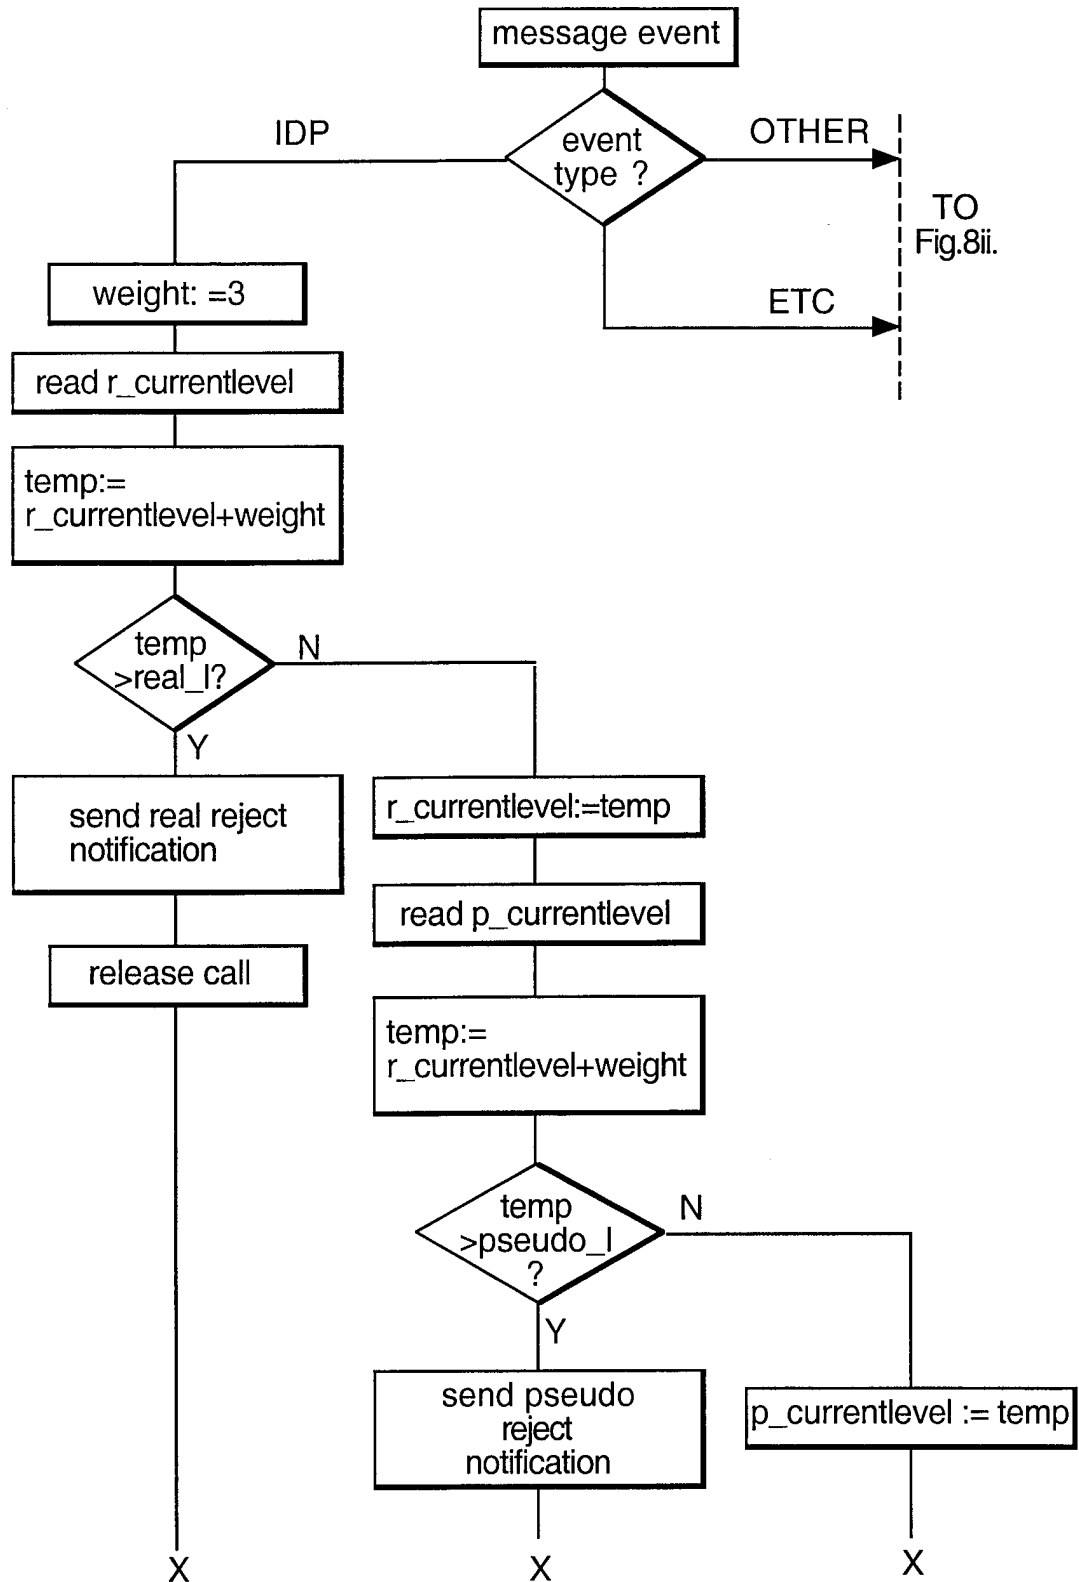 message event
IDP
event
type ?
OTHER
TO
Fig.8ii.
ETC
weight: =3
read r_currentlevel
temp:=
r_currentlevel+weight
temp
>real_l?
N
Y
send real reject
notification
r_currentlevel:=temp
read p_currentlevel
release call
temp:=
r_currentlevel+weight
temp
>pseudo_l
?
N
Y
send pseudo
reject
notification
p_currentlevel := temp
X
X
X